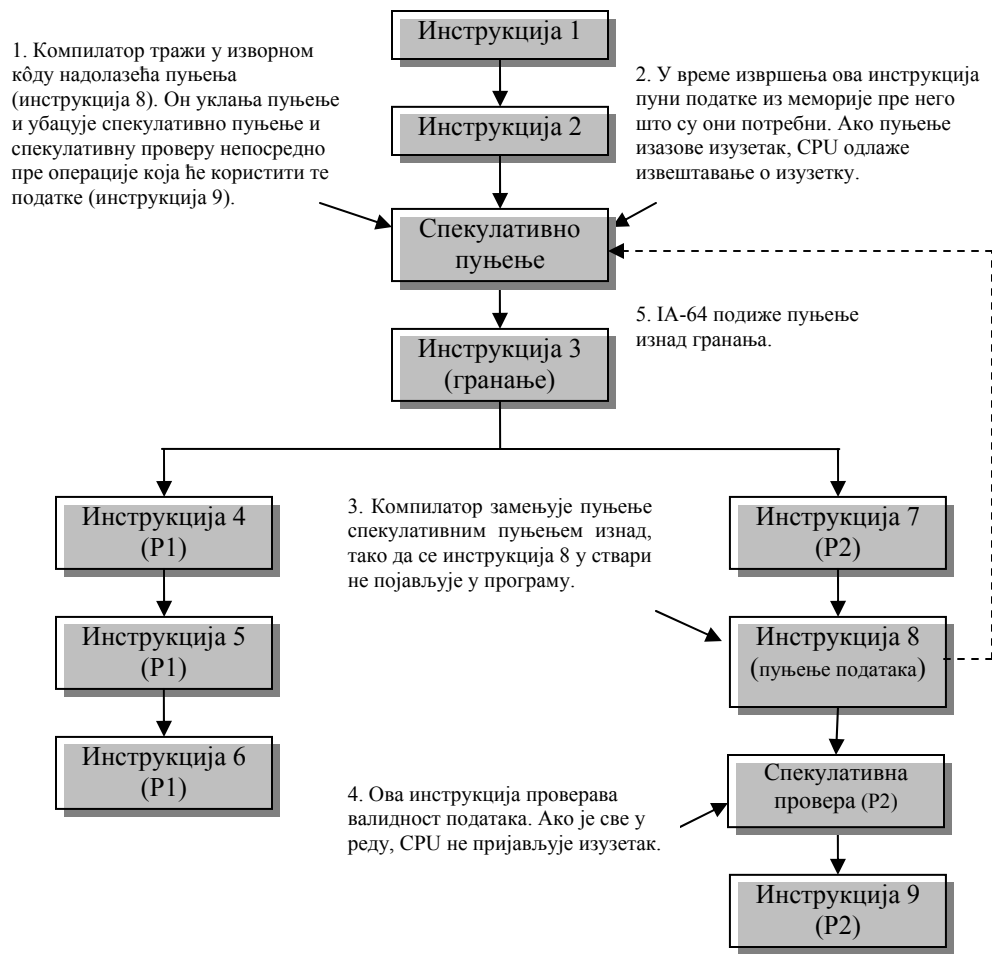 Инструкција 1
1. Компилатор тражи у изворном
кôду надолазећа пуњења
(инструкција 8). Он уклања пуњење
и убацује спекулативно пуњење и
спекулативну проверу непосредно
пре операције која ће користити те
податке (инструкција 9).
2. У време извршења ова инструкција
пуни податке из меморије пре него
што су они потребни. Ако пуњење
изазове изузетак, CPU одлаже
извештавање о изузетку.
Инструкција 2
Спекулативно
пуњење
5. IA-64 подиже пуњење
изнад гранања.
Инструкција 3
(гранање)
Инструкција 4
(P1)
3. Компилатор замењује пуњење
спекулативним пуњењем изнад,
тако да се инструкција 8 у ствари
не појављује у програму.
Инструкција 7
(P2)
Инструкција 5
(P1)
Инструкција 8
(пуњење података)
Инструкција 6
(P1)
4. Ова инструкција проверава
валидност података. Ако је све у
реду, CPU не пријављује изузетак.
Спекулативна
провера (P2)
Инструкција 9
(P2)